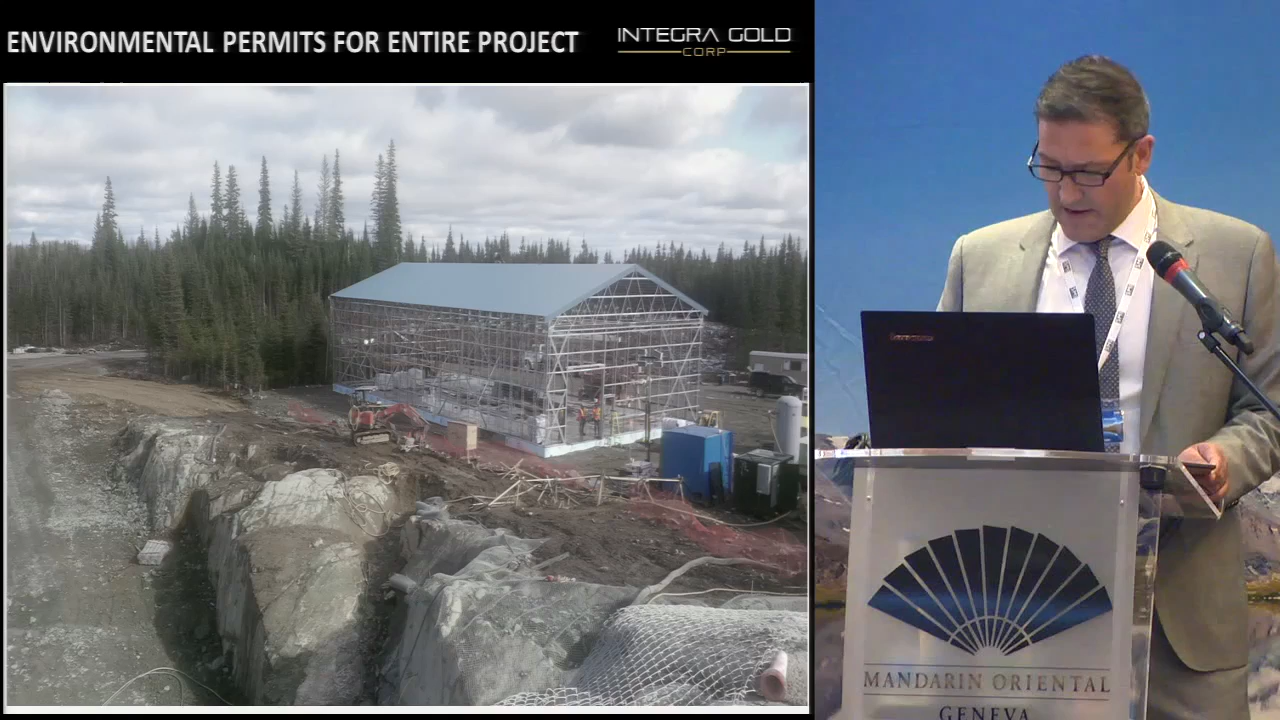 ENVIRONMENTAL PERMITS FOR ENTIRE PROJECT
INTEGRA GOLD
CORP
lenovo
MANDARIN ORIENTAL
GENEVA